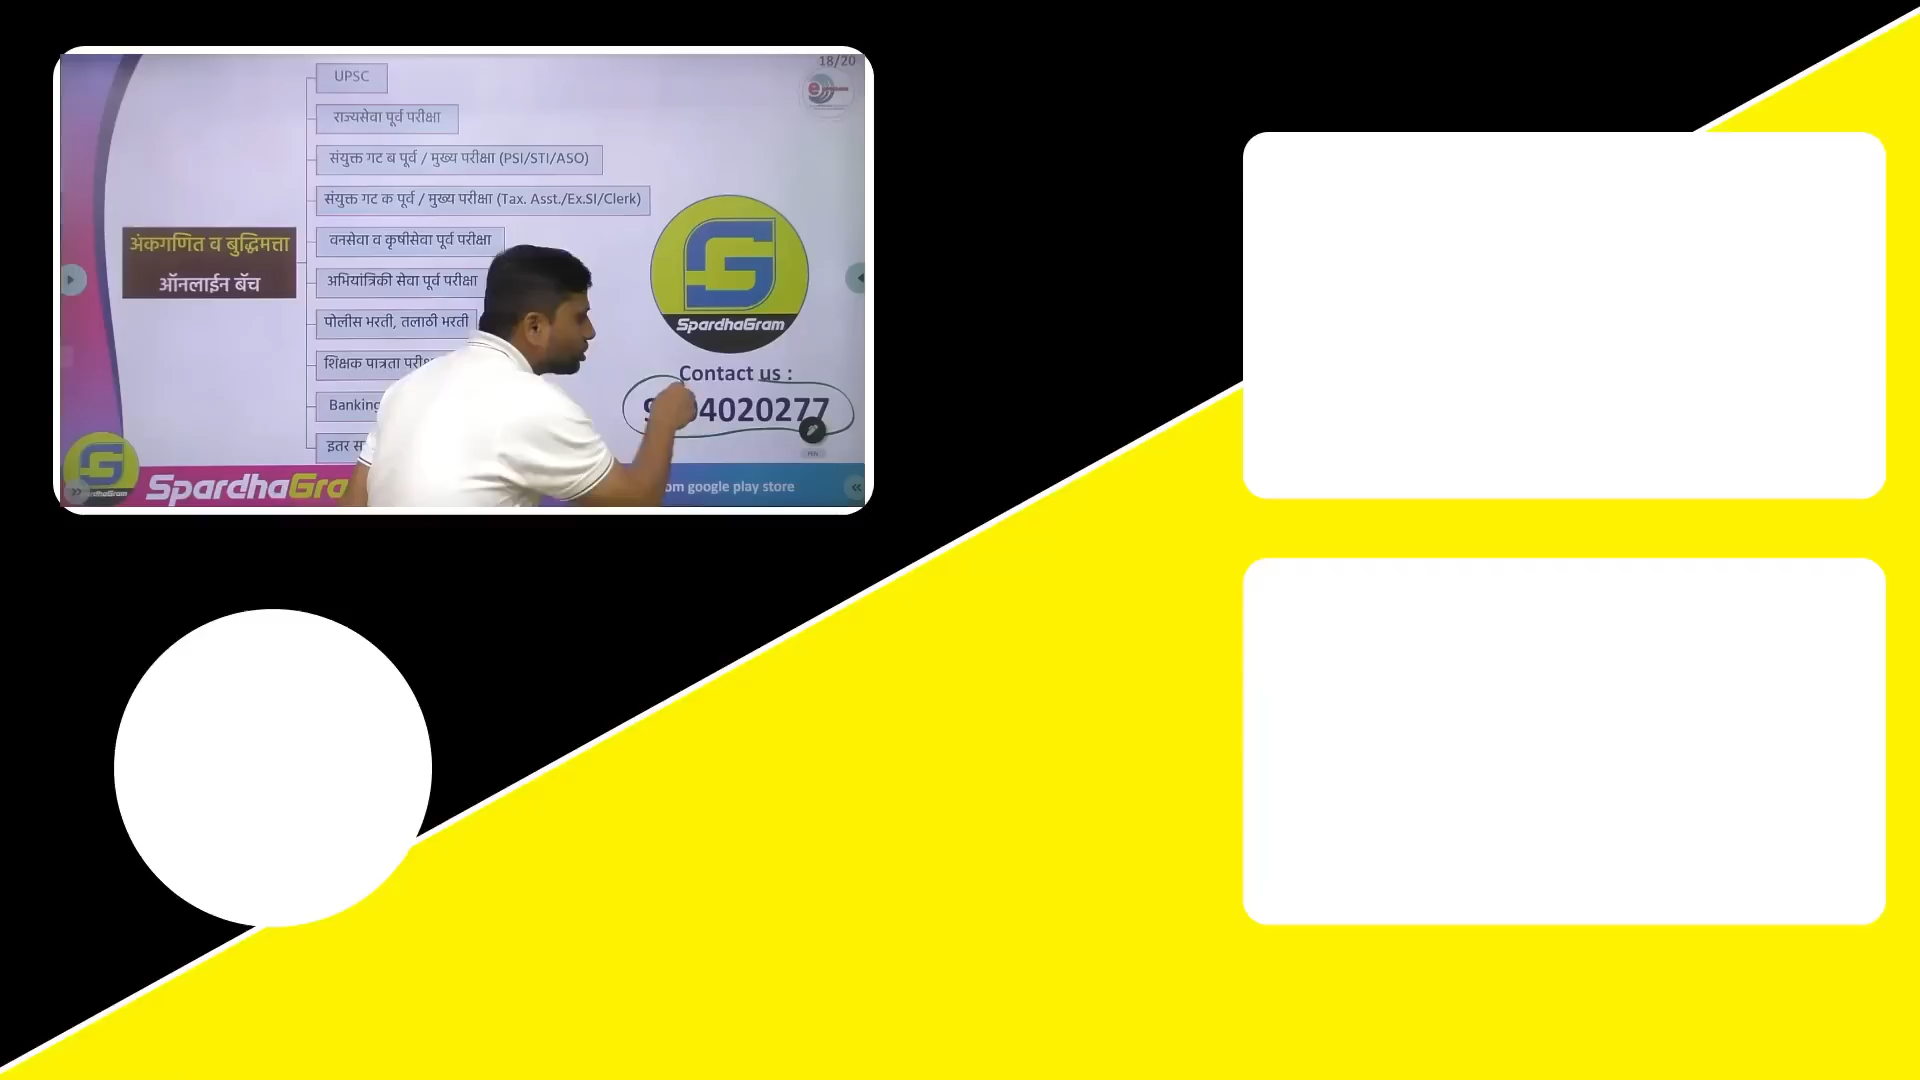 18/20
UPSC
राज्यसेवा पूर्व परीक्षा
संयुक्त गट ब पूर्व / मुख्य परीक्षा (PSI/STI/ASO)
संयुक्त गट क पूर्व / मुख्य परीक्षा (Tax. Asst./Ex.SI/Clerk)
वनसेवा व कृषीसेवा पूर्व परीक्षा
अभियांत्रिकी सेवा पूर्व परीक्षा
पोलीस भरती, तलाठी भरती
शिक्षक पात्रता
Banking
इतर
अंकगणित व बुद्धिमत्ता
ऑनलाईन बॅच
SpardhaGram
Contact us :
4020277
SpardhaGra
google play store